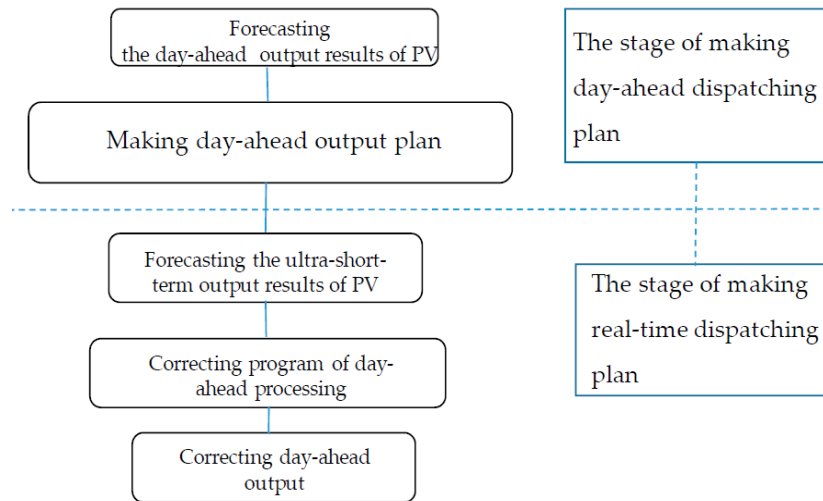 Forecasting
the day-ahead output results of PV
Making day-ahead output plan
The stage of making
day-ahead dispatching
plan
Forecasting the ultra-short-
term output results of PV
Correcting program of day-
ahead processing
Correcting day-ahead
output
The stage of making
real-time dispatching
plan